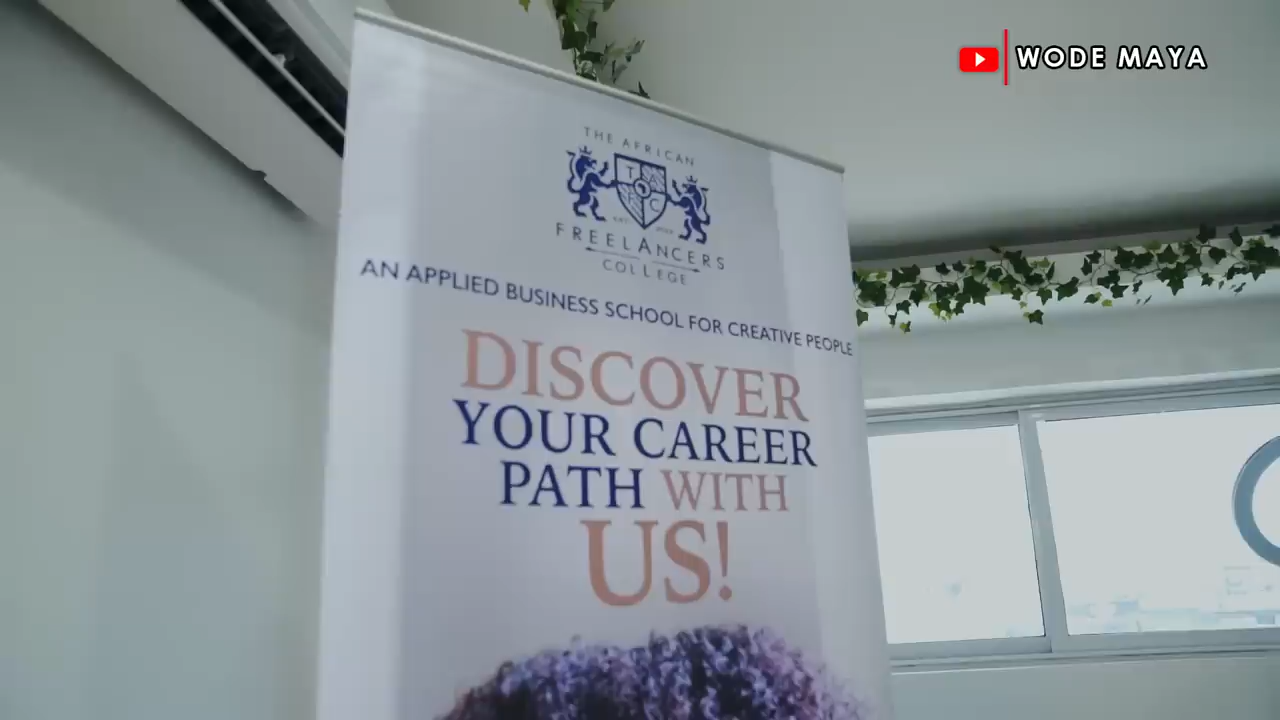 WODE MAYA
THE AFRICAN
T A
F C
FREELANCERS
COLLEGE
AN APPLIED BUSINESS SCHOOL FOR CREATIVE PEOPLE
DISCOVER
YOUR CAREER
PATH WITH
US!